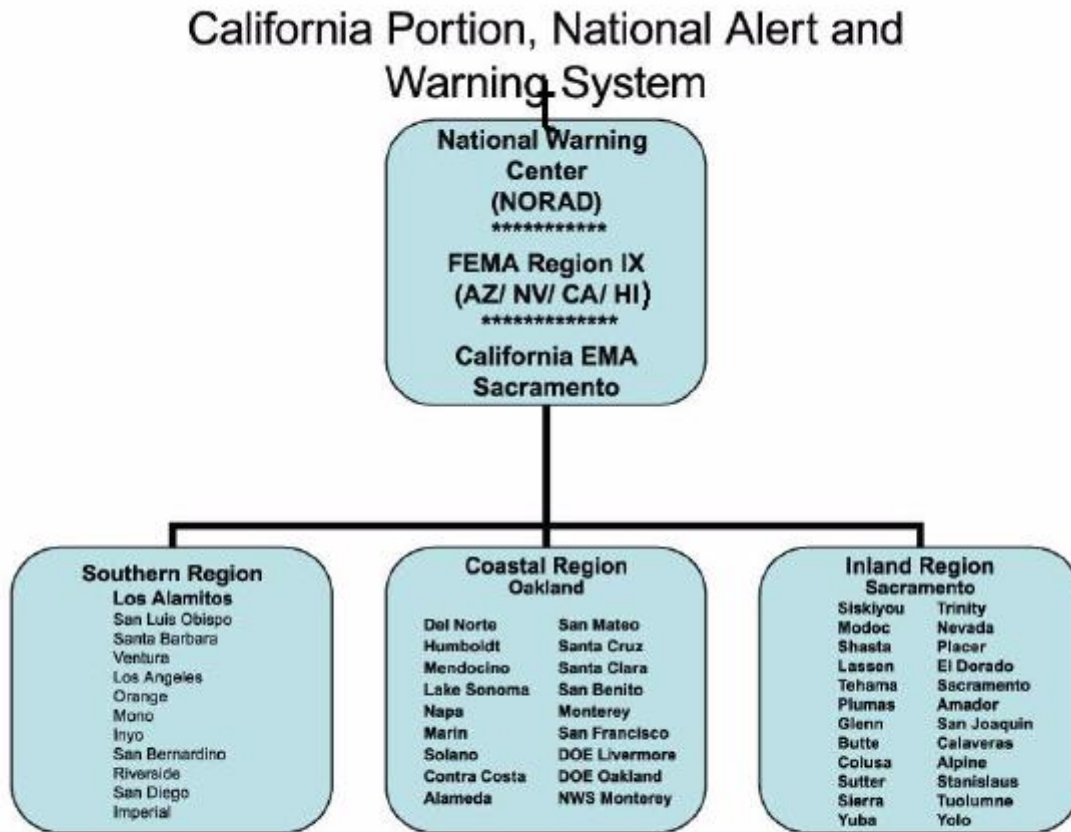 California Portion, National Alert and
Warning System
National Warning
Center
(NORAD)
***********
FEMA Region IX
(AZ/ NV/ CA/ HI)
*************
California EMA
Sacramento
Southern Region
Los Alamitos
San Luis Obispo
Santa Barbara
Ventura
Los Angeles
Orange
Mono
Inyo
San Bernardino
Riverside
San Diego
Imperial
Coastal Region
Oakland
Del Norte San Mateo
Humboldt Santa Cruz
Mendocino Santa Clara
Lake Sonoma San Benito
Napa Monterey
Marin San Francisco
Solano DOE Livermore
Contra Costa DOE Oakland
Alameda NWS Monterey
Inland Region
Sacramento
Siskiyou Trinity
Modoc Nevada
Shasta Placer
Lassen El Dorado
Tehama Sacramento
Plumas Amador
Glenn San Joaquin
Butte Calaveras
Colusa Alpine
Sutter Stanislaus
Sierra Tuolumne
Yuba Yolo